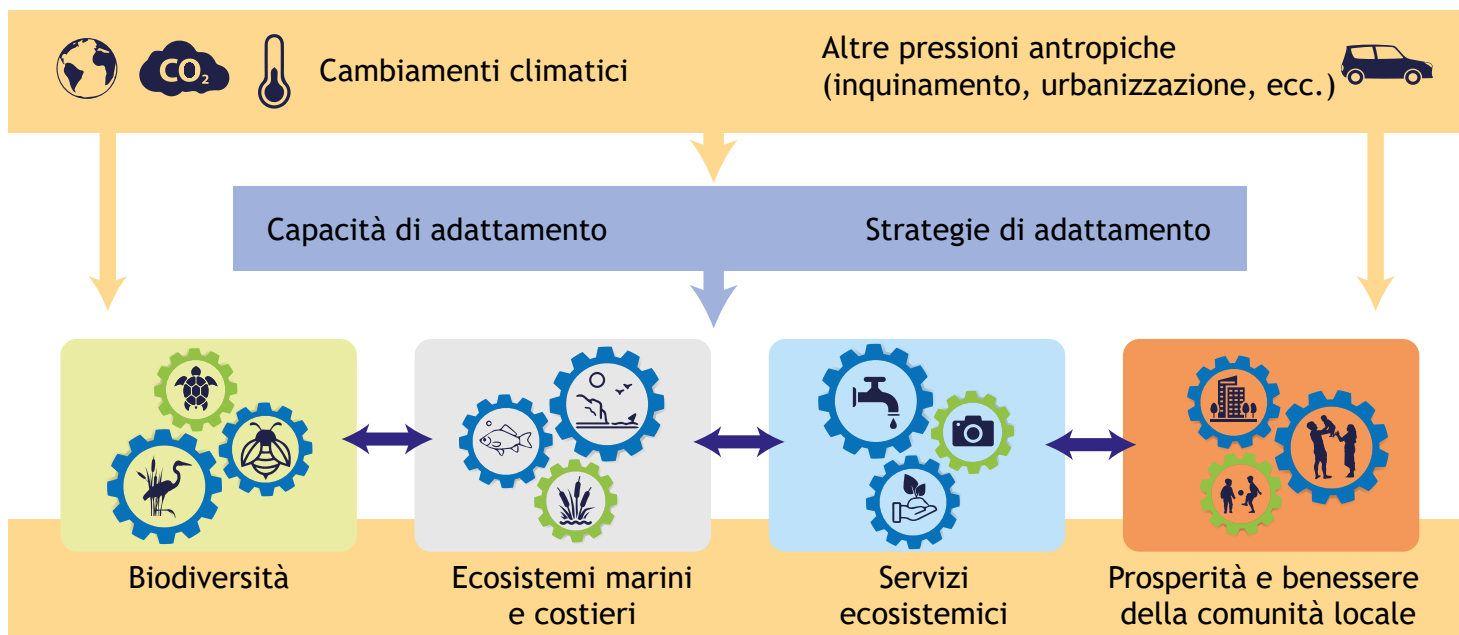 CO₂
Cambiamenti climatici
Altre pressioni antropiche
(inquinamento, urbanizzazione, ecc.)
Capacità di adattamento
Strategie di adattamento
Biodiversità
Ecosistemi marini
e costieri
Servizi
ecosistemici
Prosperità e benessere
della comunità locale